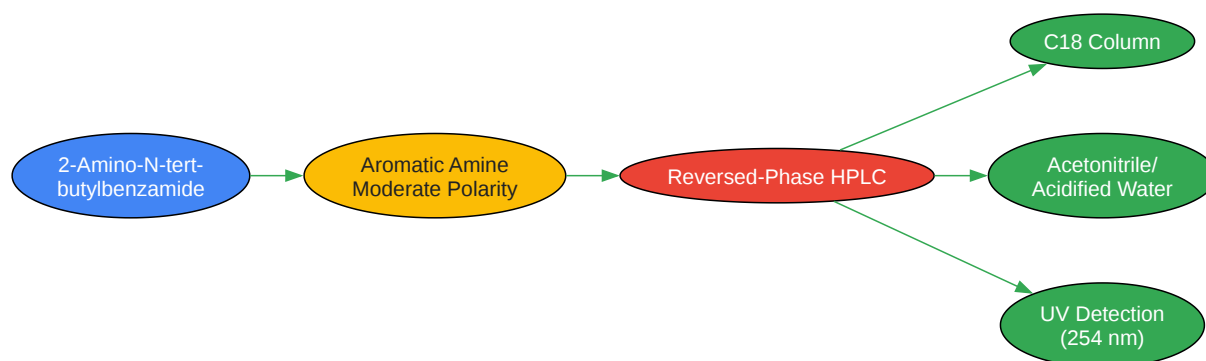 2-Amino-N-tert-
butylbenzamide
Aromatic Amine
Moderate Polarity
Reversed-Phase HPLC
C18 Column
Acetonitrile/
Acidified Water
UV Detection
(254 nm)